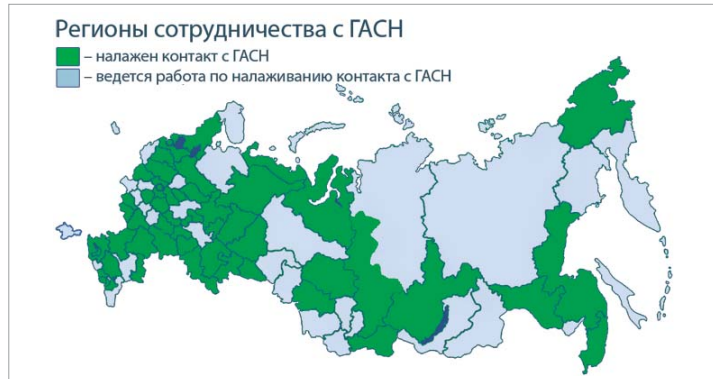 Регионы сотрудничества с ГАСН
– налажен контакт с ГАСН
– ведется работа по налаживанию контакта с ГАСН